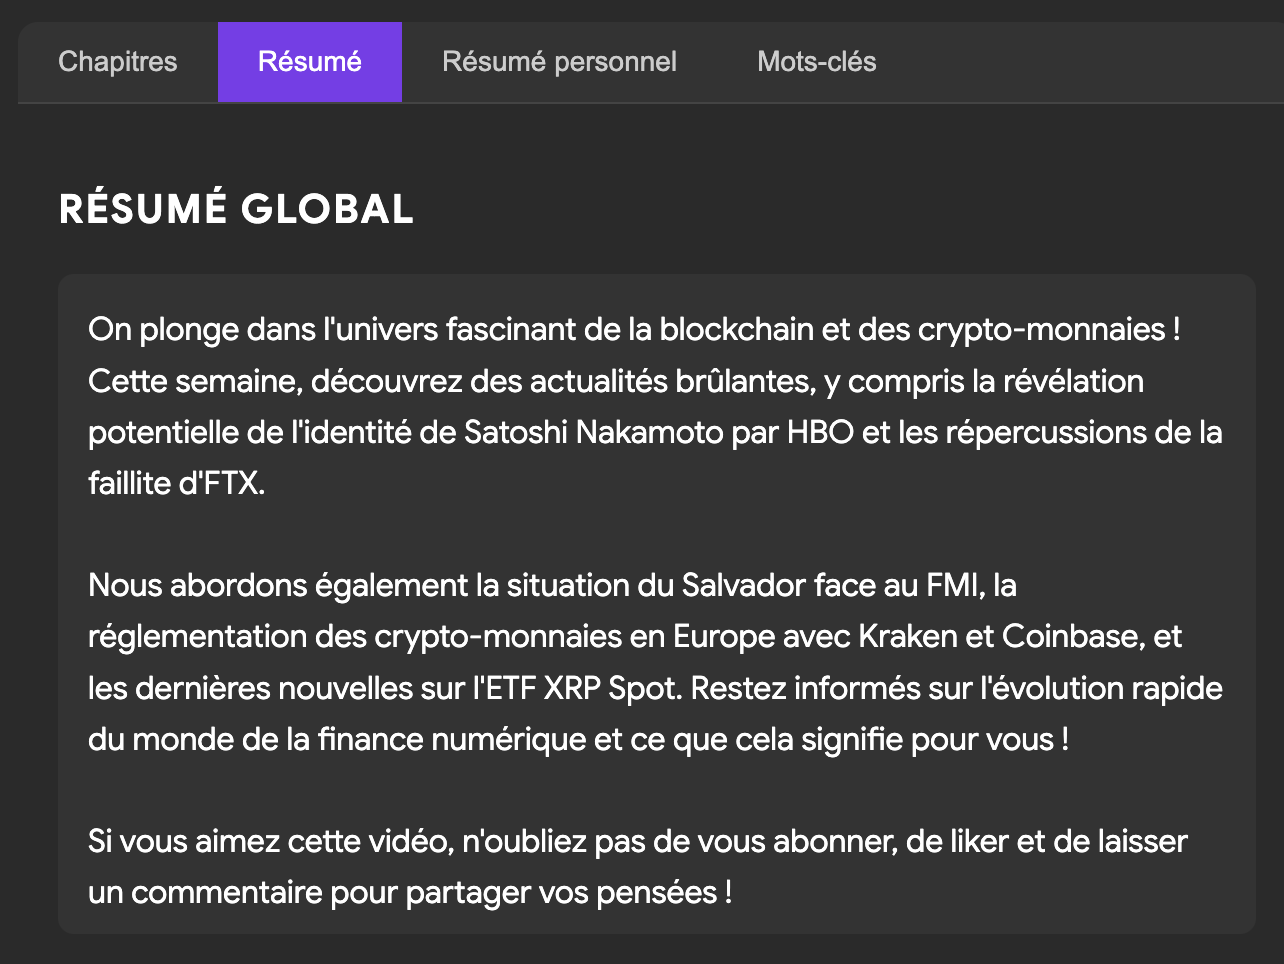 Chapitres Résumé Résumé personnel Mots-clés
RÉSUMÉ GLOBAL
On plonge dans l'univers fascinant de la blockchain et des crypto-monnaies !
Cette semaine, découvrez des actualités brûlantes, y compris la révélation
potentielle de l'identité de Satoshi Nakamoto par HBO et les répercussions de la
faillite d'FTX.
Nous abordons également la situation du Salvador face au FMI, la
réglementation des crypto-monnaies en Europe avec Kraken et Coinbase, et
les dernières nouvelles sur l'ETF XRP Spot. Restez informés sur l'évolution rapide
du monde de la finance numérique et ce que cela signifie pour vous !
Si vous aimez cette vidéo, n'oubliez pas de vous abonner, de liker et de laisser
un commentaire pour partager vos pensées !